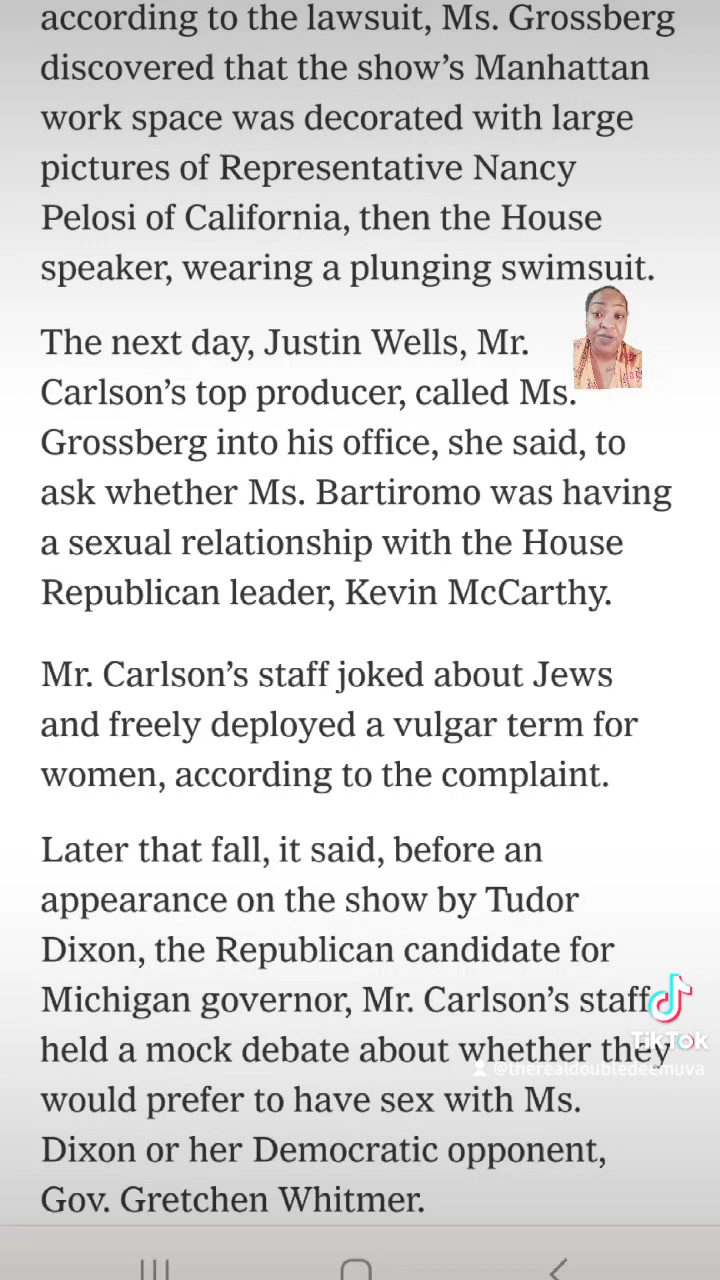 according to the lawsuit, Ms. Grossberg
discovered that the show’s Manhattan
work space was decorated with large
pictures of Representative Nancy
Pelosi of California, then the House
speaker, wearing a plunging swimsuit.
The next day, Justin Wells, Mr.
Carlson’s top producer, called Ms.
Grossberg into his office, she said, to
ask whether Ms. Bartiromo was having
a sexual relationship with the House
Republican leader, Kevin McCarthy.
Mr. Carlson’s staff joked about Jews
and freely deployed a vulgar term for
women, according to the complaint.
Later that fall, it said, before an
appearance on the show by Tudor
Dixon, the Republican candidate for
Michigan governor, Mr. Carlson’s staff
held a mock debate about whether they
would prefer to have sex with Ms.
Dixon or her Democratic opponent,
Gov. Gretchen Whitmer.
TikTok
@therealdoubledeemuva